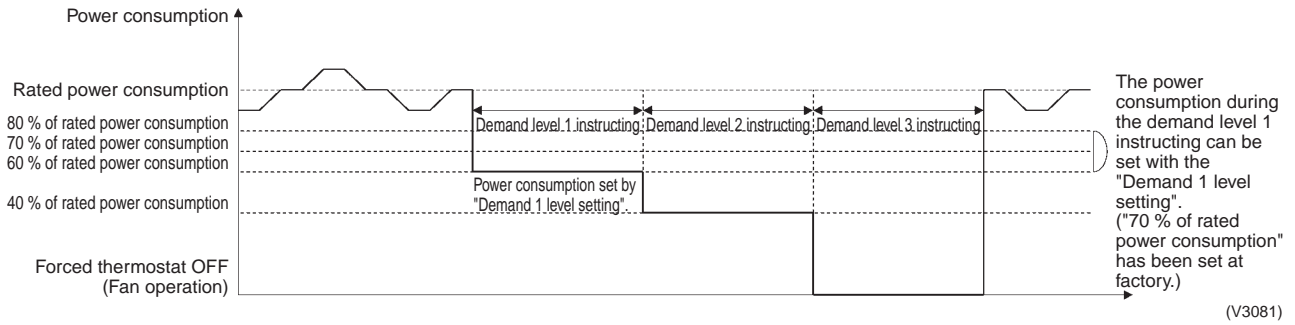 Power consumption
Rated power consumption
80 % of rated power consumption
70 % of rated power consumption
60 % of rated power consumption
40 % of rated power consumption
Forced thermostat OFF
(Fan operation)
Demand level 1 instructing
Demand level 2 instructing
Demand level 3 instructing
Power consumption set by
"Demand 1 level setting".
The power
consumption during
the demand level 1
instructing can be
set with the
"Demand 1 level
setting".
("70 % of rated
power consumption"
has been set at
factory.)
(V3081)